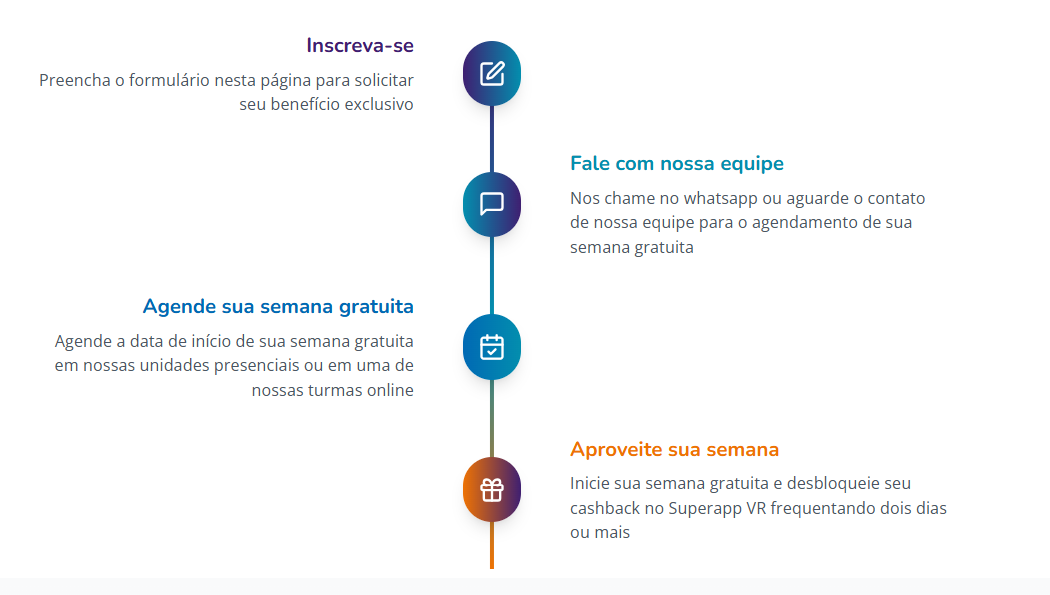 Inscreva-se
Preencha o formulário nesta página para solicitar
seu benefício exclusivo
Fale com nossa equipe
Nos chame no whatsapp ou aguarde o contato
de nossa equipe para o agendamento de sua
semana gratuita
Agende sua semana gratuita
Agende a data de início de sua semana gratuita
em nossas unidades presenciais ou em uma de
nossas turmas online
Aproveite sua semana
Inicie sua semana gratuita e desbloqueie seu
cashback no Superapp VR frequentando dois dias
ou mais